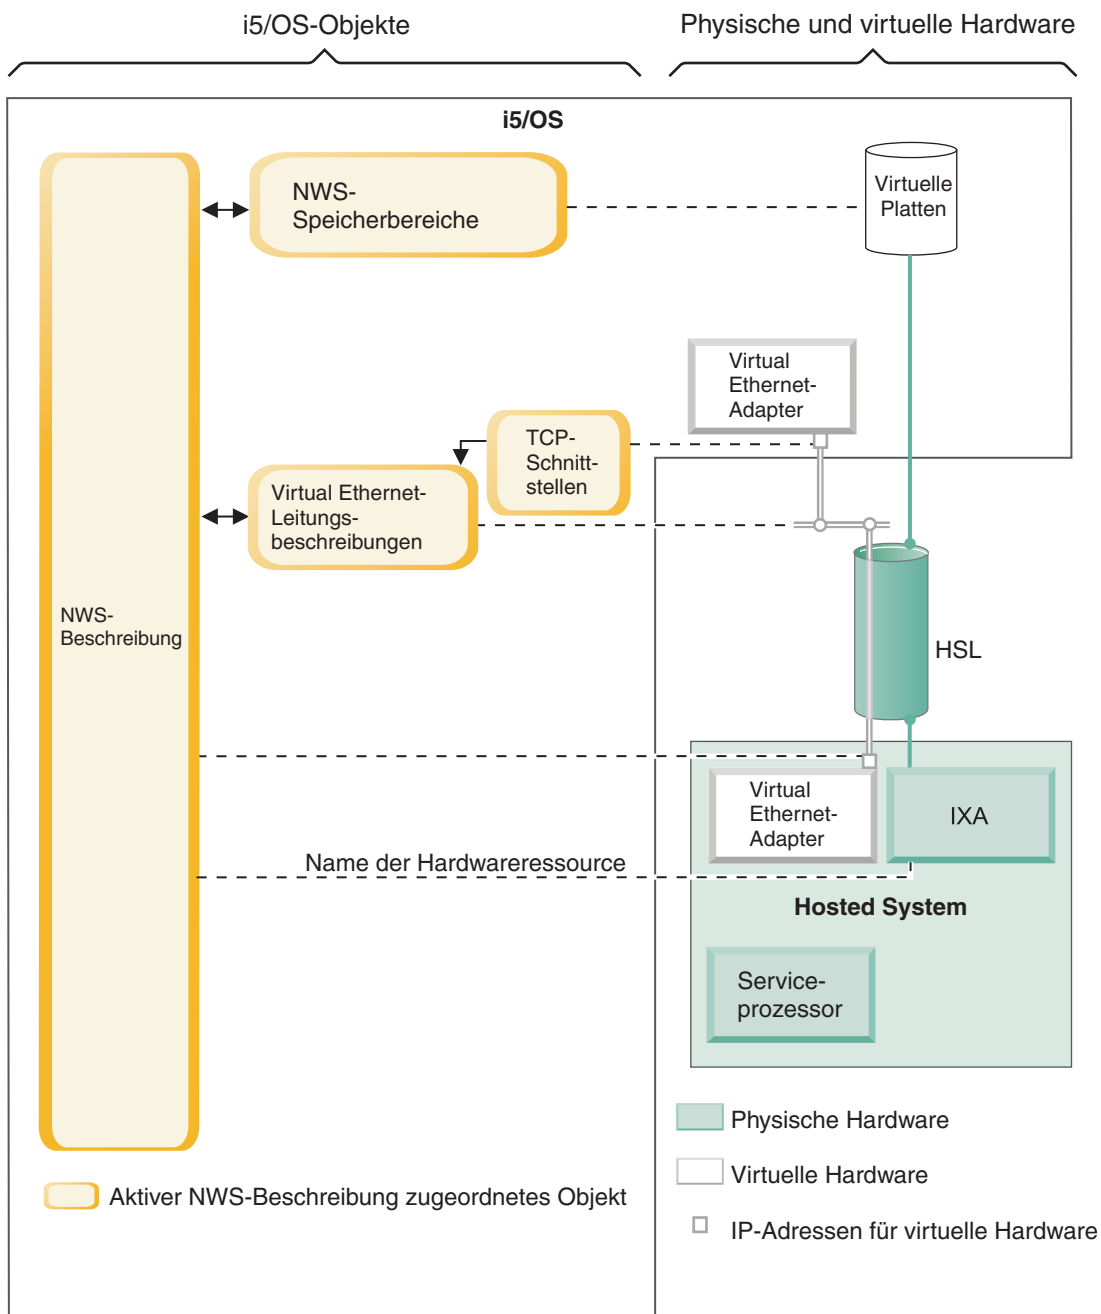 i5/OS-Objekte
Physische und virtuelle Hardware
i5/OS
NWS-
Speicherbereiche
Virtuelle
Platten
Virtual
Ethernet-
Adapter
TCP-
Schnitt-
stellen
Virtual Ethernet-
Leitungs-
beschreibungen
NWS-
Beschreibung
HSL
Virtual
Ethernet-
Adapter
IXA
Name der Hardwareressource
Hosted System
Service-
prozessor
Physische Hardware
Virtuelle Hardware
Aktiver NWS-Beschreibung zugeordnetes Objekt
IP-Adressen für virtuelle Hardware